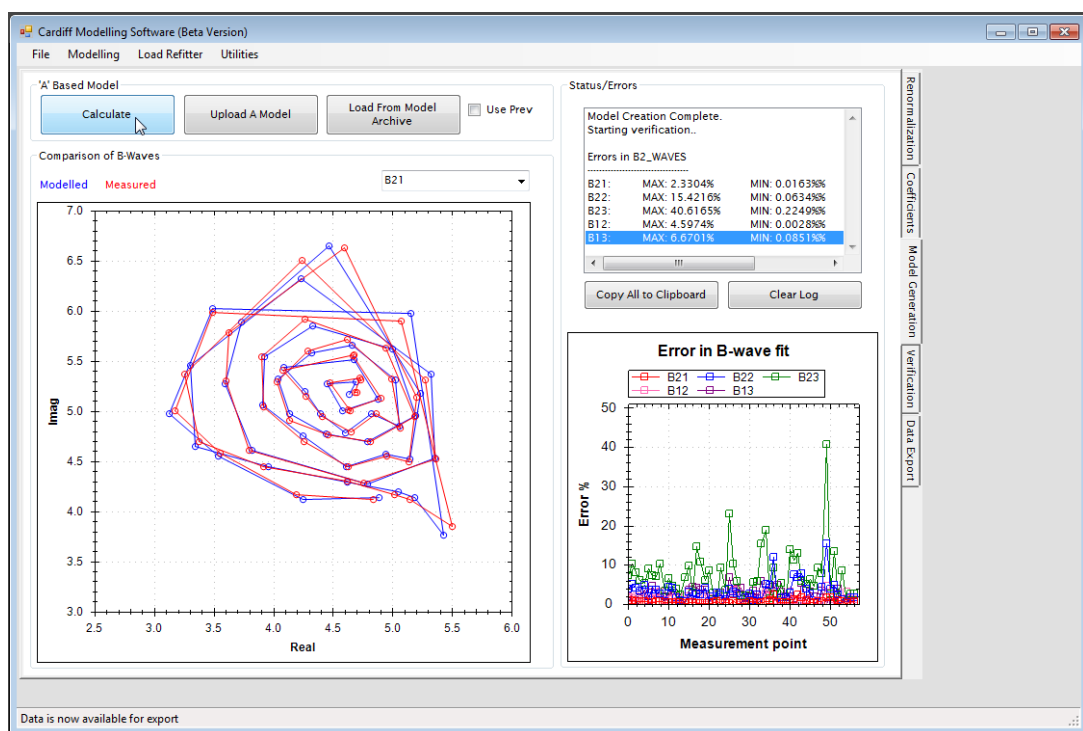 Cardiff Modelling Software (Beta Version)
File Modelling Load Refitter Utilities
'A' Based Model
Calculate
Upload A Model
Load From Model
Archive
Use Prev
Comparison of B-Waves
Modelled Measured
B21
7.0
6.5
6.0
5.5
5.0
4.5
4.0
3.5
3.0
Imag
2.5 3.0 3.5 4.0 4.5 5.0 5.5 6.0
Real
Status/Errors
Model Creation Complete.
Starting verification..
Errors in B2_WAVES
--------------------------------
B21: MAX: 2.3304% MIN: 0.0163%%
B22: MAX: 15.4216% MIN: 0.0634%%
B23: MAX: 40.6165% MIN: 0.2249%%
B12: MAX: 4.5974% MIN: 0.0028%%
B13: MAX: 6.6701% MIN: 0.0851%%
Copy All to Clipboard
Clear Log
Error in B-wave fit
B21 B22 B23
B12 B13
50
40
30
20
10
0
Error %
0 10 20 30 40 50
Measurement point
Renormalization
Coefficients
Model Generation
Verification
Data Export
Data is now available for export